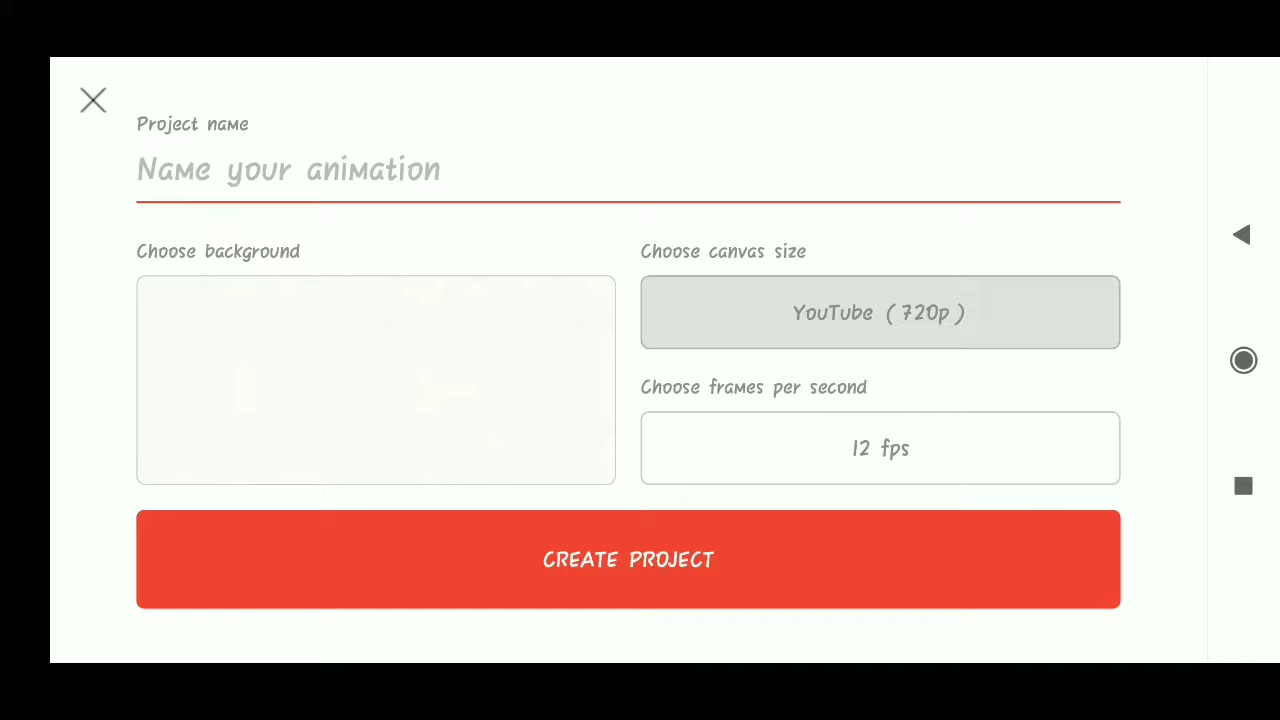 Project name
Name your animation
Choose background
Choose canvas size
YouTube (720p)
Choose frames per second
12 fps
CREATE PROJECT